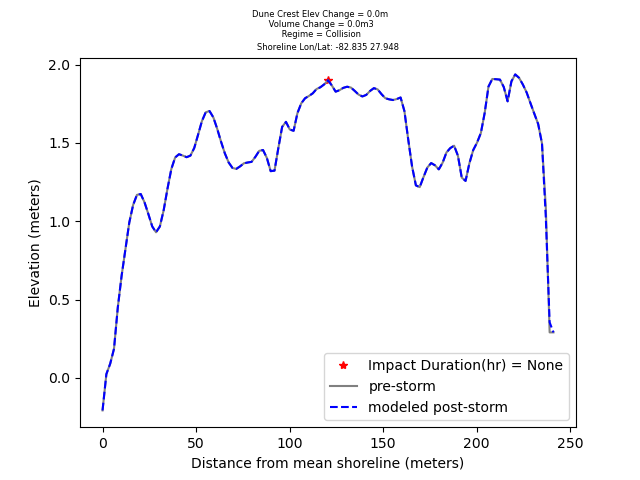 Dune Crest Elev Change = 0.0m
Volume Change = 0.0m3
Regime = Collision
Shoreline Lon/Lat: -82.835 27.948
2.0
1.5
1.0
0.5
0.0
Elevation (meters)
Impact Duration(hr) = None
pre-storm
modeled post-storm
0 50 100 150 200 250
Distance from mean shoreline (meters)